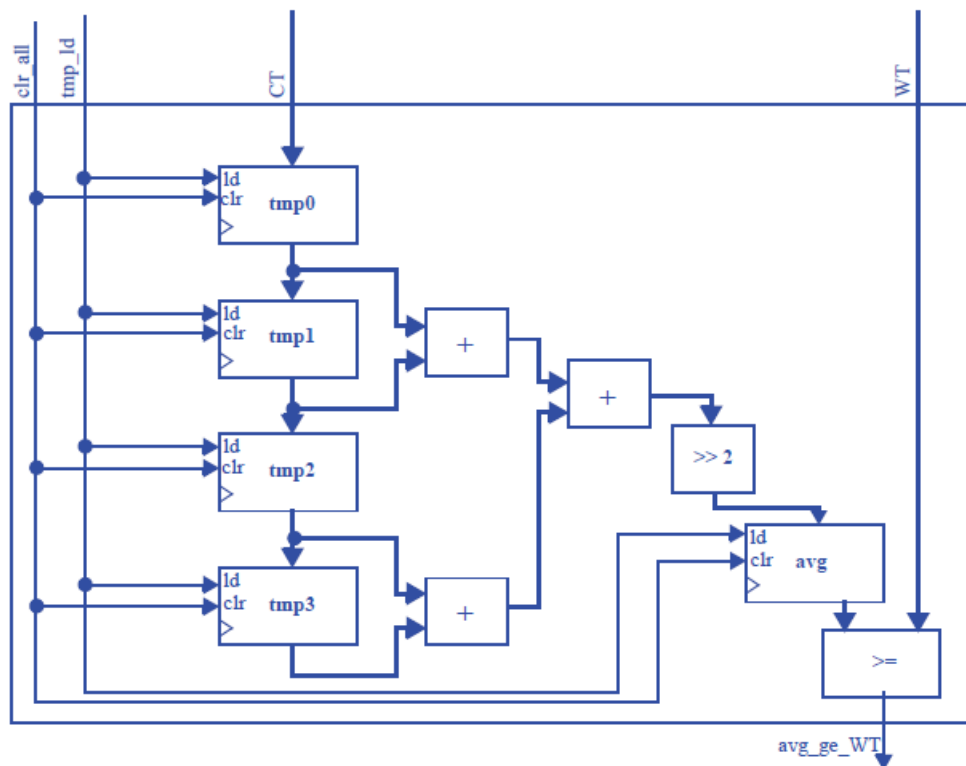 clr_all
tmp_ld
CT
WT
ld
clr
tmp0
ld
clr
tmp1
+
+
ld
clr
tmp2
>> 2
ld
clr
avg
ld
clr
tmp3
+
>=
avg_ge_WT